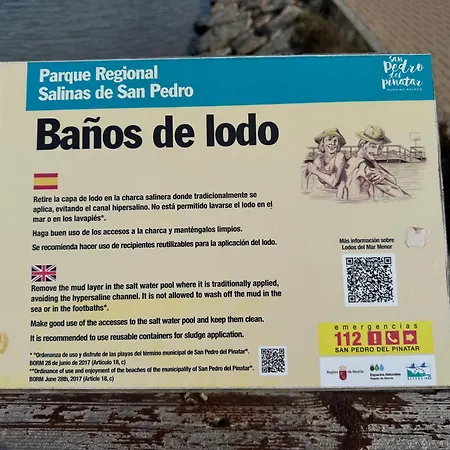 Parque Regional
Salinas de San Pedro
san
Pedro
del
pinatar
Baños de lodo
Retire la capa de lodo en la charca salinera donde tradicionalmente se
aplica, evitando el canal hipersalino. No está permitido lavarse el lodo en el
mar o en los lavapiés*.
Haga buen uso de los accesos a la charca y manténgalos limpios.
Se recomienda hacer uso de recipientes reutilizables para la aplicación del lodo.
Más información sobre
Lodos del Mar Menor
Remove the mud layer in the salt water pool where it is traditionally applied,
avoiding the hypersaline channel. It is not allowed to wash off the mud in the
sea or in the footbaths*.
Make good use of the accesses to the salt water pool and keep them clean.
It is recommended to use reusable containers for sludge application.
emergencias
112
SAN PEDRO DEL PINATAR
*"Ordenanza de uso y disfrute de las playas del término municipal de San Pedro del Pinatar".
BORM 28 de junio de 2017 (Artículo 18, c)
*"Ordinance of use and enjoyment of the beaches of the municipality of San Pedro del Pinatar".
BORM June 28th, 2017 (Article 18, c)
Región de Murcia
Espacios Naturales
Región de Murcia